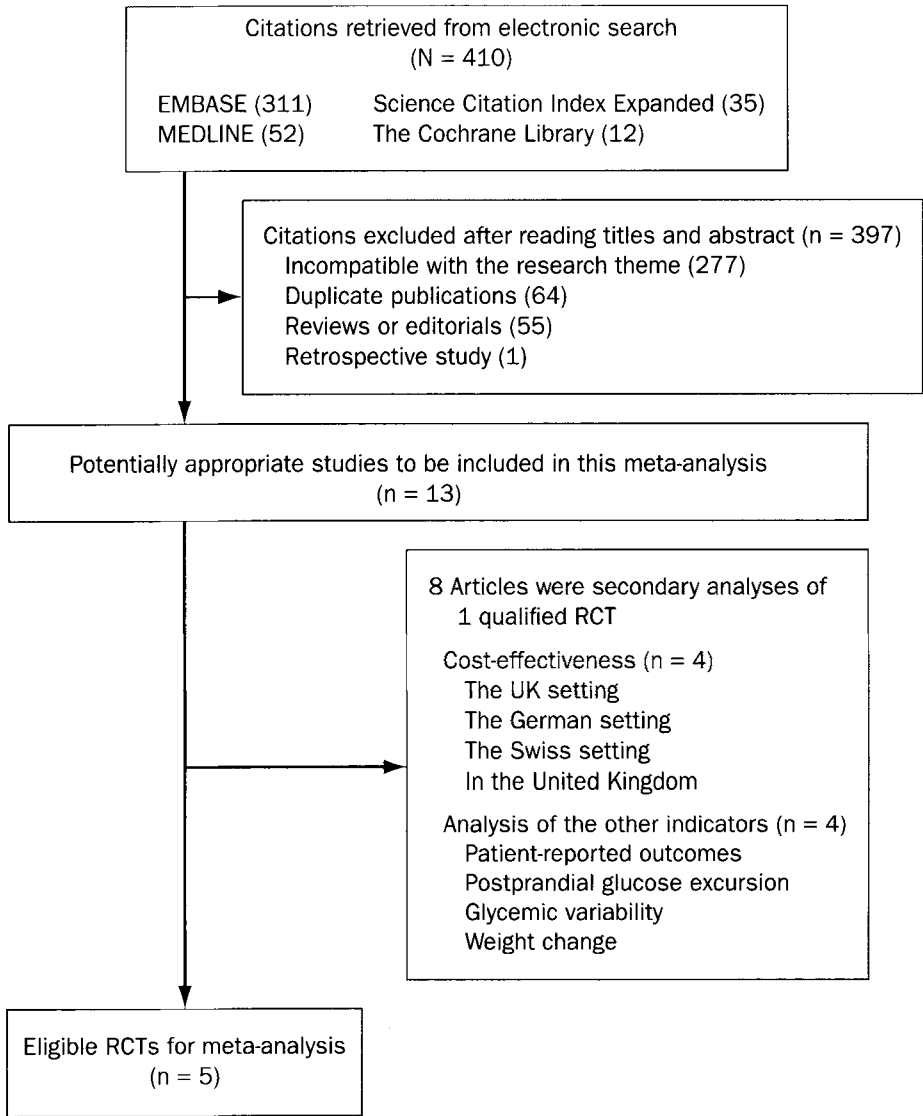 Citations retrieved from electronic search
(N = 410)
EMBASE (311) Science Citation Index Expanded (35)
MEDLINE (52) The Cochrane Library (12)
Citations excluded after reading titles and abstract (n = 397)
Incompatible with the research theme (277)
Duplicate publications (64)
Reviews or editorials (55)
Retrospective study (1)
Potentially appropriate studies to be included in this meta-analysis
(n = 13)
8 Articles were secondary analyses of
1 qualified RCT
Cost-effectiveness (n = 4)
The UK setting
The German setting
The Swiss setting
In the United Kingdom
Analysis of the other indicators (n = 4)
Patient-reported outcomes
Postprandial glucose excursion
Glycemic variability
Weight change
Eligible RCTs for meta-analysis
(n = 5)